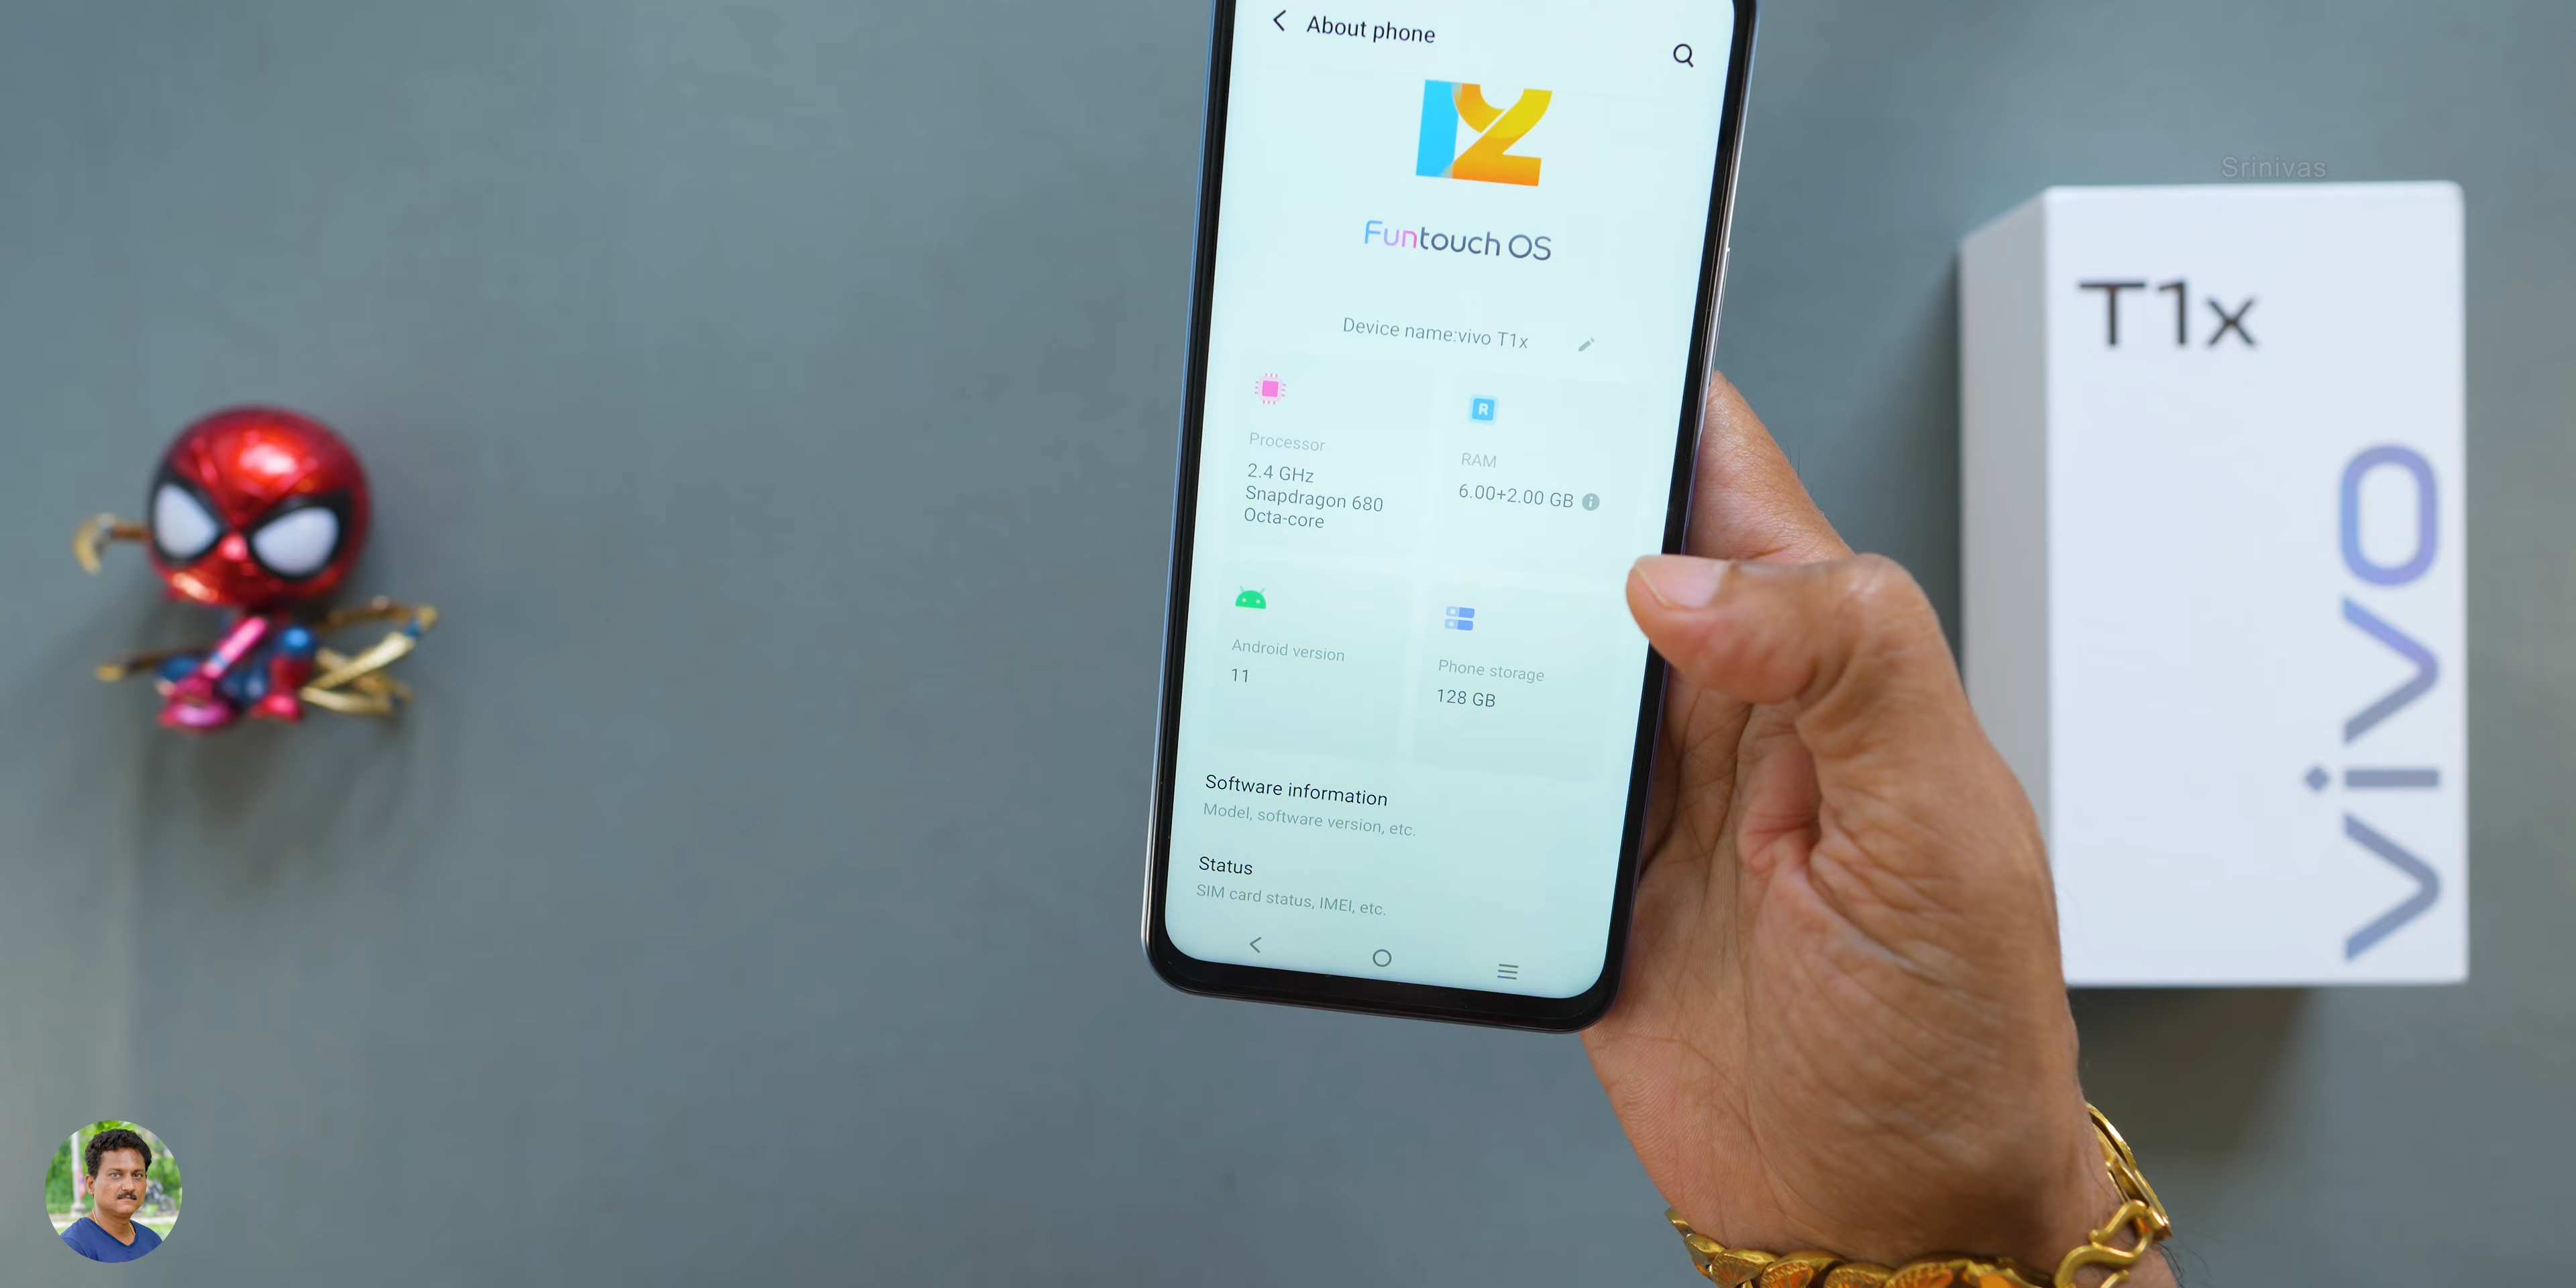 About phone
12
Funtouch OS
Device name:vivo T1x
Processor
2.4 GHz
Snapdragon 680
Octa-core
R
RAM
6.00+2.00 GB
Android version
11
Phone storage
128 GB
Software information
Model, software version, etc.
Status
SIM card status, IMEI, etc.
Srinivas
T1x
vivo